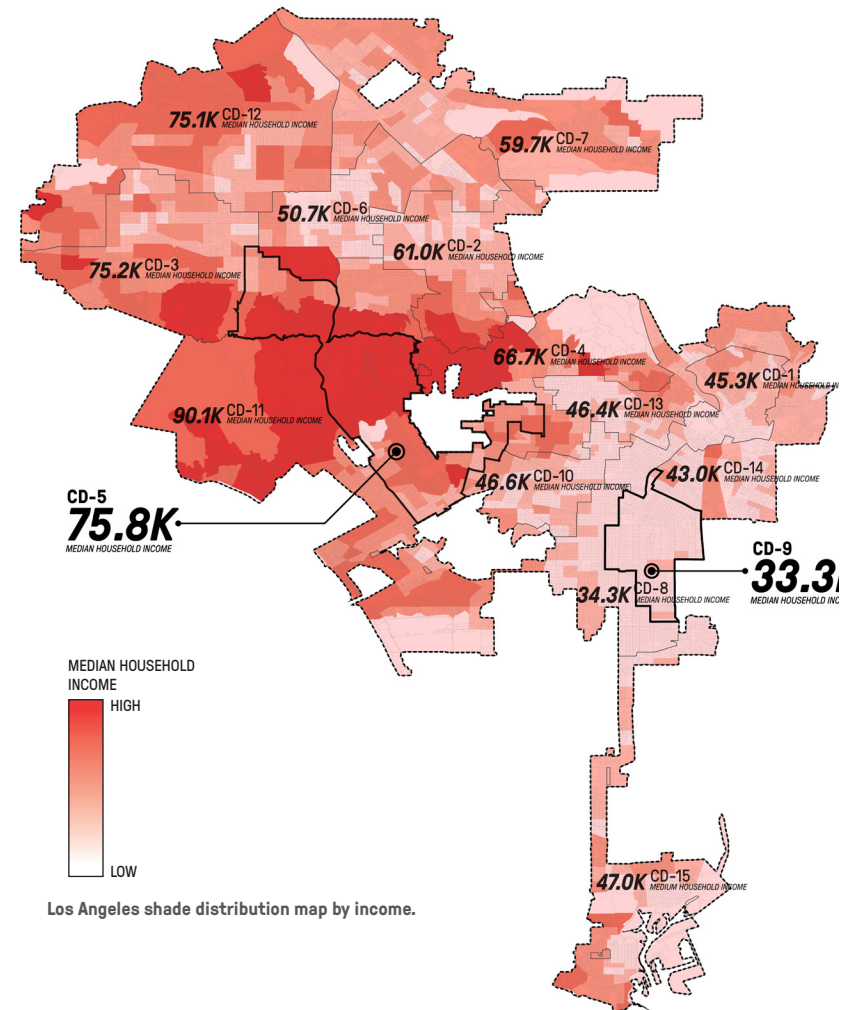 75.1K CD-12
MEDIAN HOUSEHOLD INCOME
59.7K CD-7
MEDIAN HOUSEHOLD INCOME
50.7K CD-6
MEDIAN HOUSEHOLD INCOME
61.0K CD-2
MEDIAN HOUSEHOLD INCOME
75.2K CD-3
MEDIAN HOUSEHOLD INCOME
66.7K CD-4
MEDIAN HOUSEHOLD INCOME
45.3K CD-1
MEDIAN HOUSEHOLD IN
90.1K CD-11
MEDIAN HOUSEHOLD INCOME
46.4K CD-13
MEDIAN HOUSEHOLD INCOME
46.6K CD-10
MEDIAN HOUSEHOLD INCOME
43.0K CD-14
MEDIAN HOUSEHOLD INCOME
CD-5
75.8K
MEDIAN HOUSEHOLD INCOME
CD-9
33.3
MEDIAN HOUSEHOLD INC
34.3K CD-8
MEDIAN HOUSEHOLD INCOME
MEDIAN HOUSEHOLD
INCOME
HIGH
LOW
47.0K CD-15
MEDIUM HOUSEHOLD INCOME
Los Angeles shade distribution map by income.